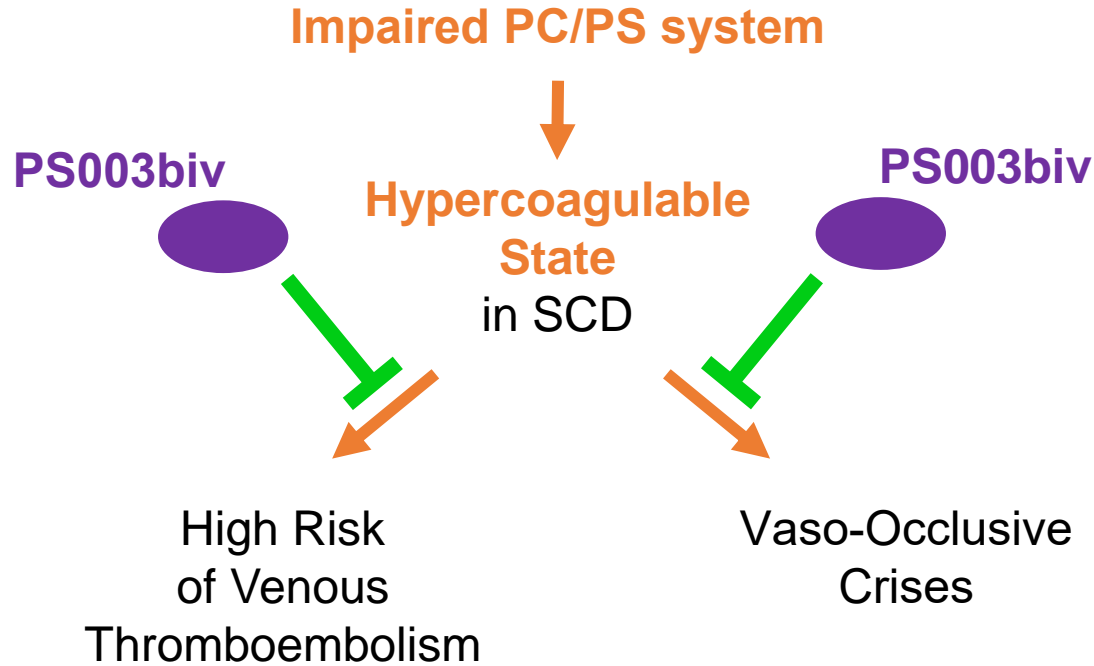 Impaired PC/PS system
PS003biv
PS003biv
Hypercoagulable
State
in SCD
High Risk
of Venous
Thromboembolism
Vaso-Occlusive
Crises